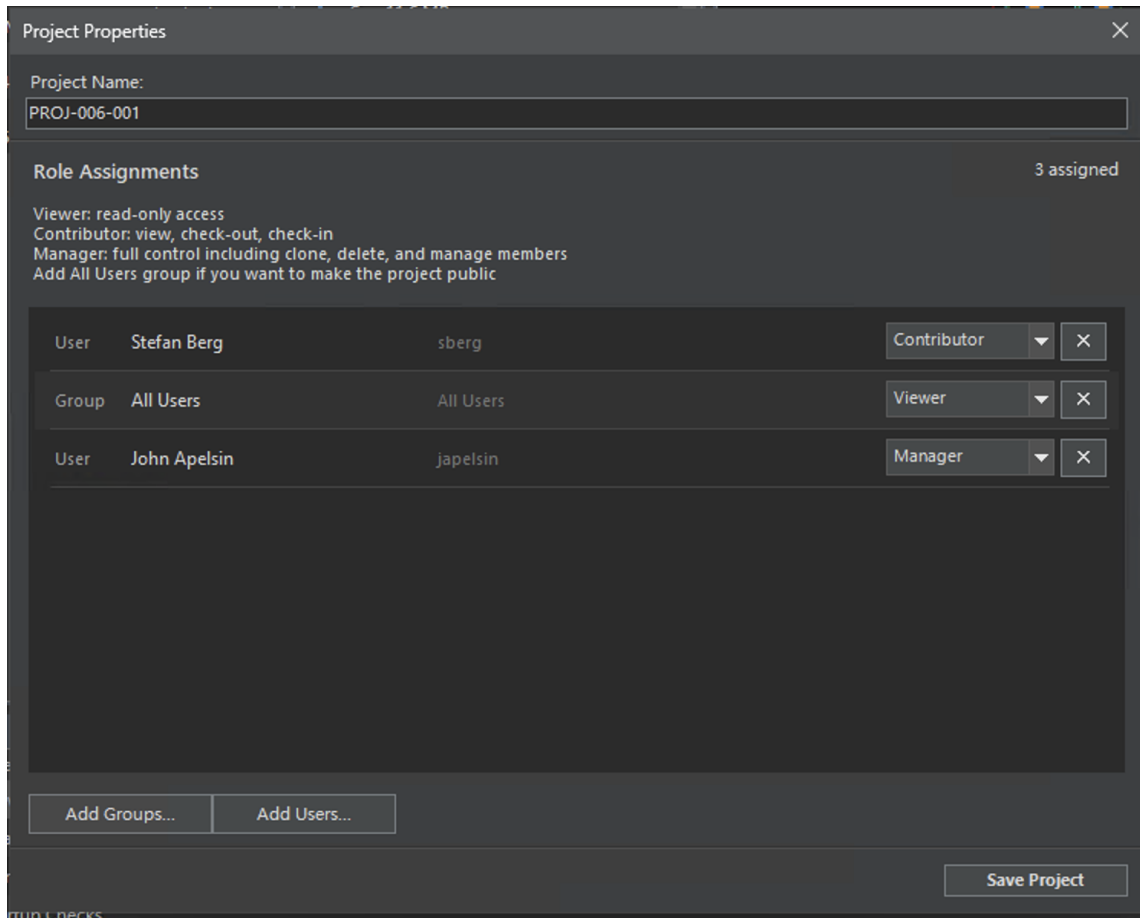 Project Properties
Project Name:
PROJ-006-001
Role Assignments 3 assigned
Viewer: read-only access
Contributor: view, check-out, check-in
Manager: full control including clone, delete, and manage members
Add All Users group if you want to make the project public
User Stefan Berg sberg Contributor
Group All Users All Users Viewer
User John Apelsin japelsin Manager
Add Groups... Add Users...
Save Project
Checks